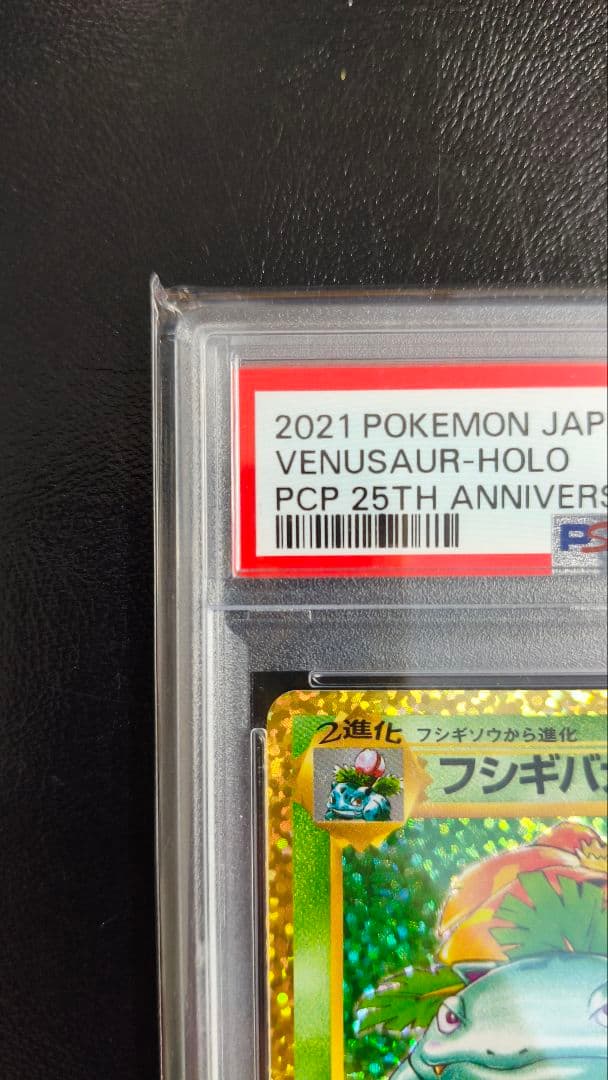 2021 POKEMON JAP
VENUSAUR-HOLO
PCP 25TH ANNIVERS
PS
2進化 フシギソウから進化
フシギバ